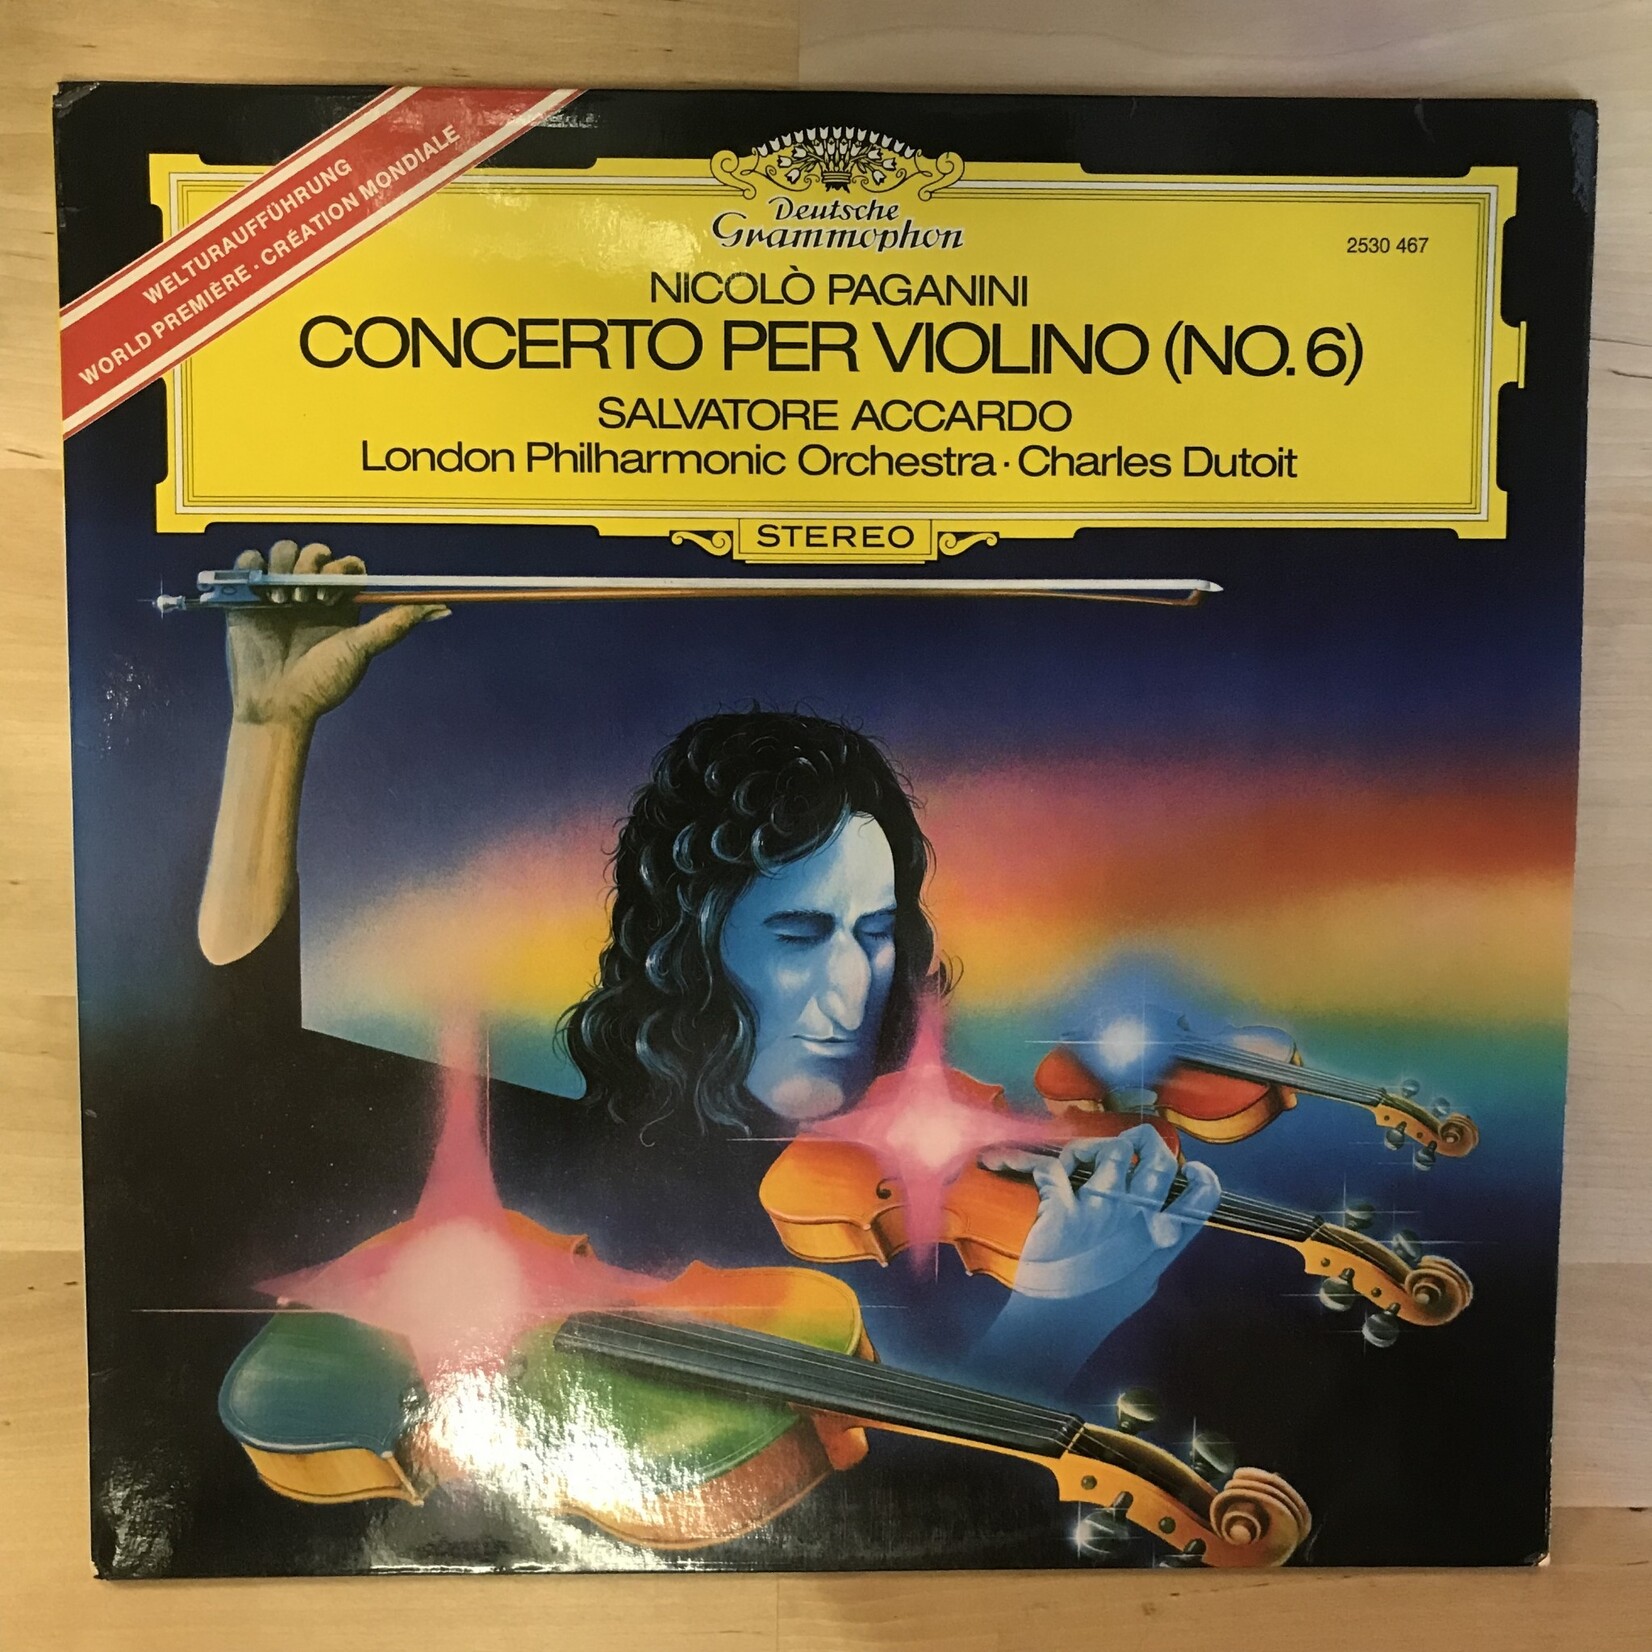 WELTURAUFFÜHRUNG
WORLD PREMIÈRE · CRÉATION MONDIALE
Deutsche
Grammophon
2530 467
NICOLÒ PAGANINI
CONCERTO PER VIOLINO (NO. 6)
SALVATORE ACCARDO
London Philharmonic Orchestra · Charles Dutoit
STEREO